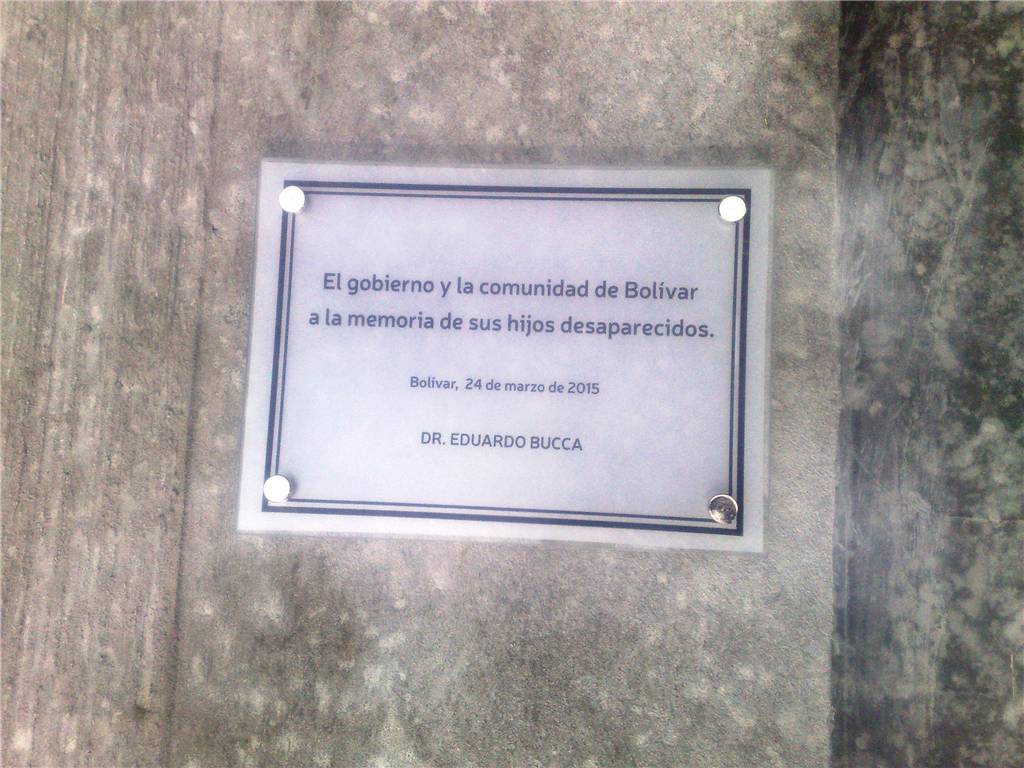 El gobierno y la comunidad de Bolívar
a la memoria de sus hijos desaparecidos.
Bolívar, 24 de marzo de 2015
DR. EDUARDO BUCCA